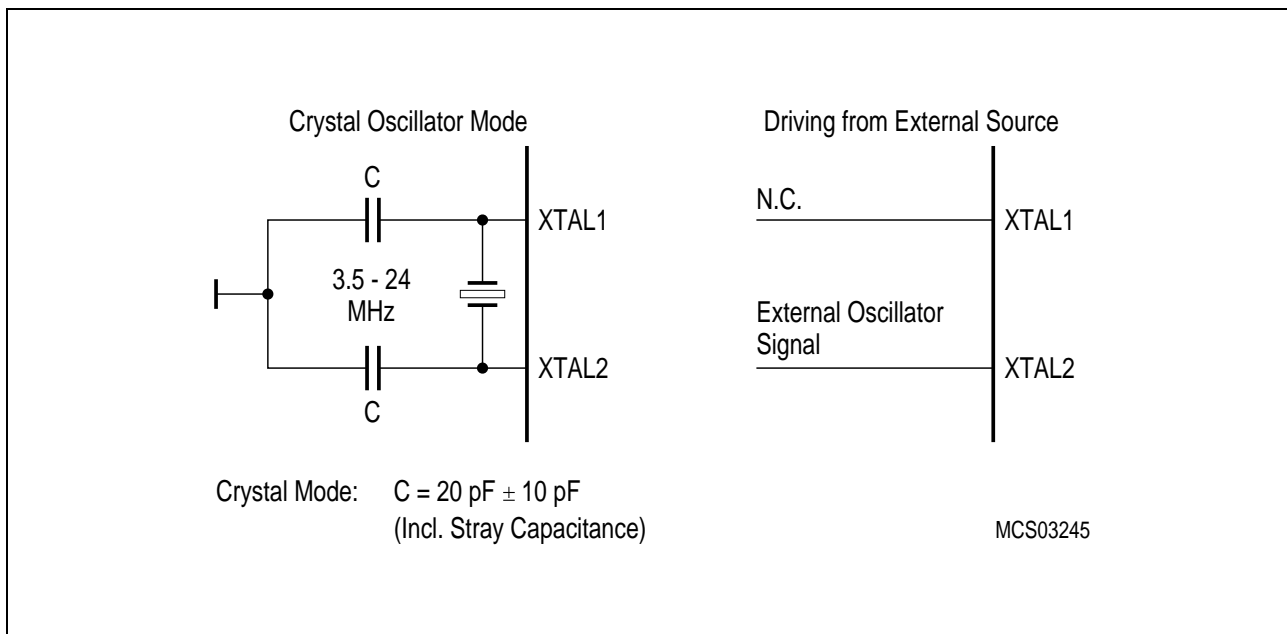 Crystal Oscillator Mode
C
XTAL1
3.5 - 24
MHz
XTAL2
C
Crystal Mode: C = 20 pF ± 10 pF
(Incl. Stray Capacitance)
Driving from External Source
N.C.
XTAL1
External Oscillator
Signal
XTAL2
MCS03245